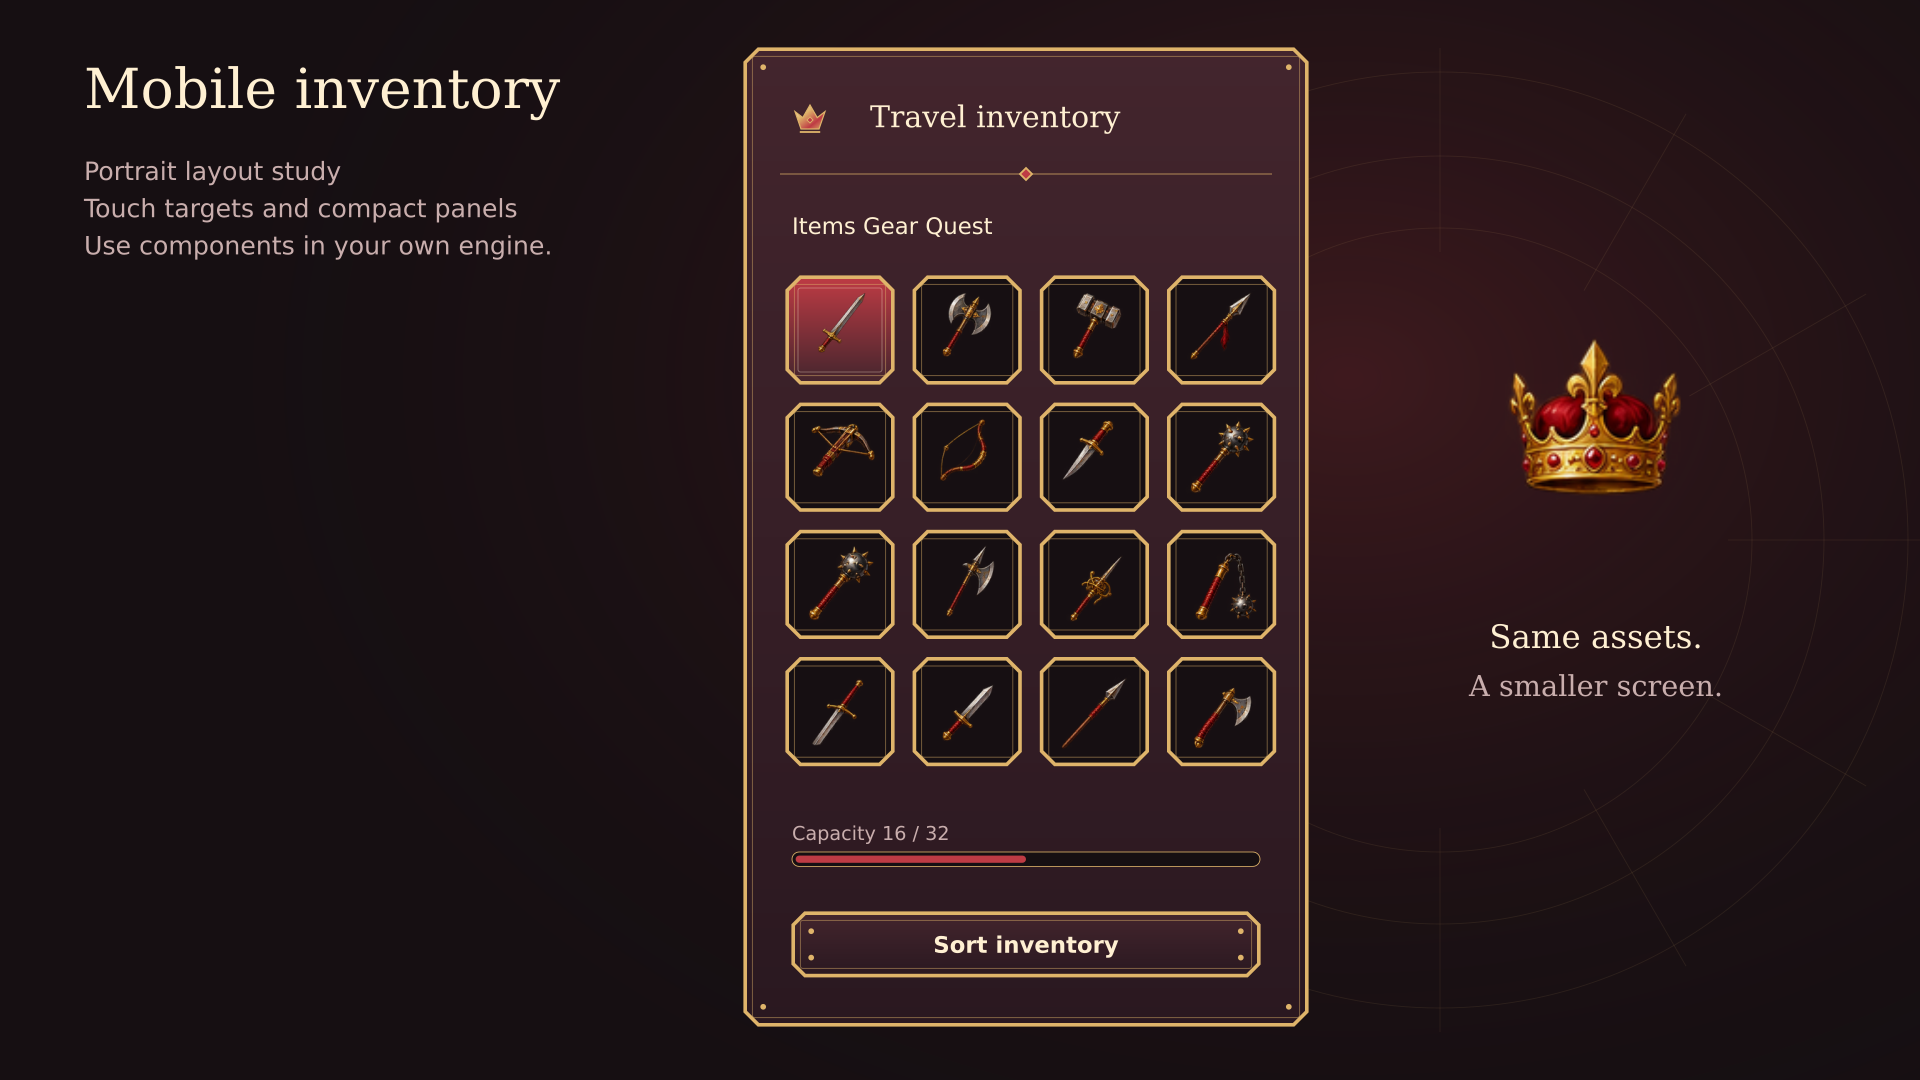 Mobile inventory
Portrait layout study
Touch targets and compact panels
Use components in your own engine.
Travel inventory
Items Gear Quest
Capacity 16 / 32
Sort inventory
Same assets.
A smaller screen.